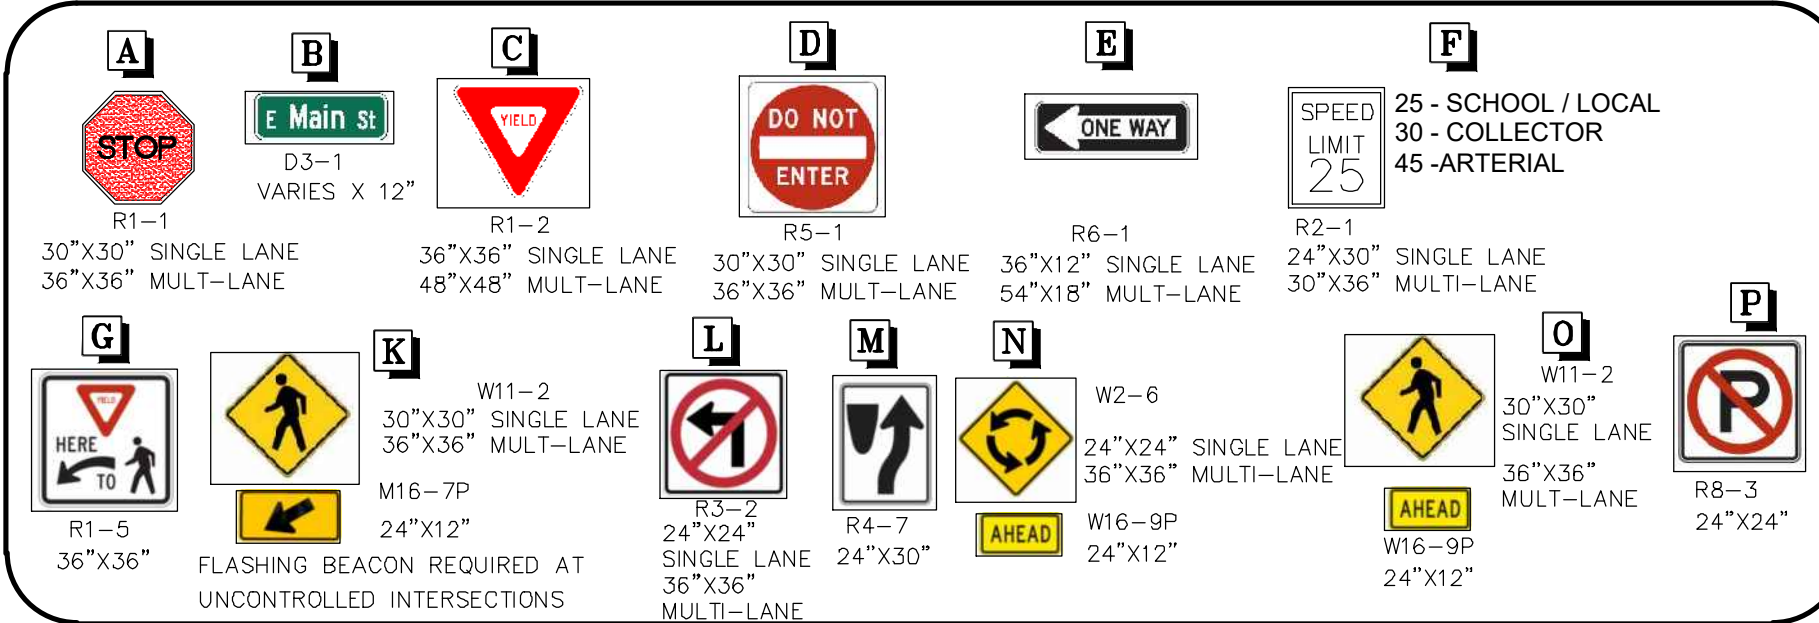 A
STOP
R1-1
30"X30" SINGLE LANE
36"X36" MULT-LANE
B
E Main St
D3-1
VARIES X 12"
C
YIELD
R1-2
36"X36" SINGLE LANE
48"X48" MULT-LANE
D
DO NOT
ENTER
R5-1
30"X30" SINGLE LANE
36"X36" MULT-LANE
E
ONE WAY
R6-1
36"X12" SINGLE LANE
54"X18" MULT-LANE
F
SPEED
LIMIT
25
25 - SCHOOL / LOCAL
30 - COLLECTOR
45 -ARTERIAL
R2-1
24"X30" SINGLE LANE
30"X36" MULTI-LANE
G
YIELD
HERE
TO
R1-5
36"X36"
K
W11-2
30"X30" SINGLE LANE
36"X36" MULT-LANE
M16-7P
24"X12"
FLASHING BEACON REQUIRED AT
UNCONTROLLED INTERSECTIONS
L
R3-2
24"X24"
SINGLE LANE
36"X36"
MULTI-LANE
M
R4-7
24"X30"
N
W2-6
24"X24" SINGLE LANE
36"X36" MULTI-LANE
AHEAD
W16-9P
24"X12"
O
W11-2
30"X30"
SINGLE LANE
36"X36"
MULT-LANE
AHEAD
W16-9P
24"X12"
P
P
R8-3
24"X24"